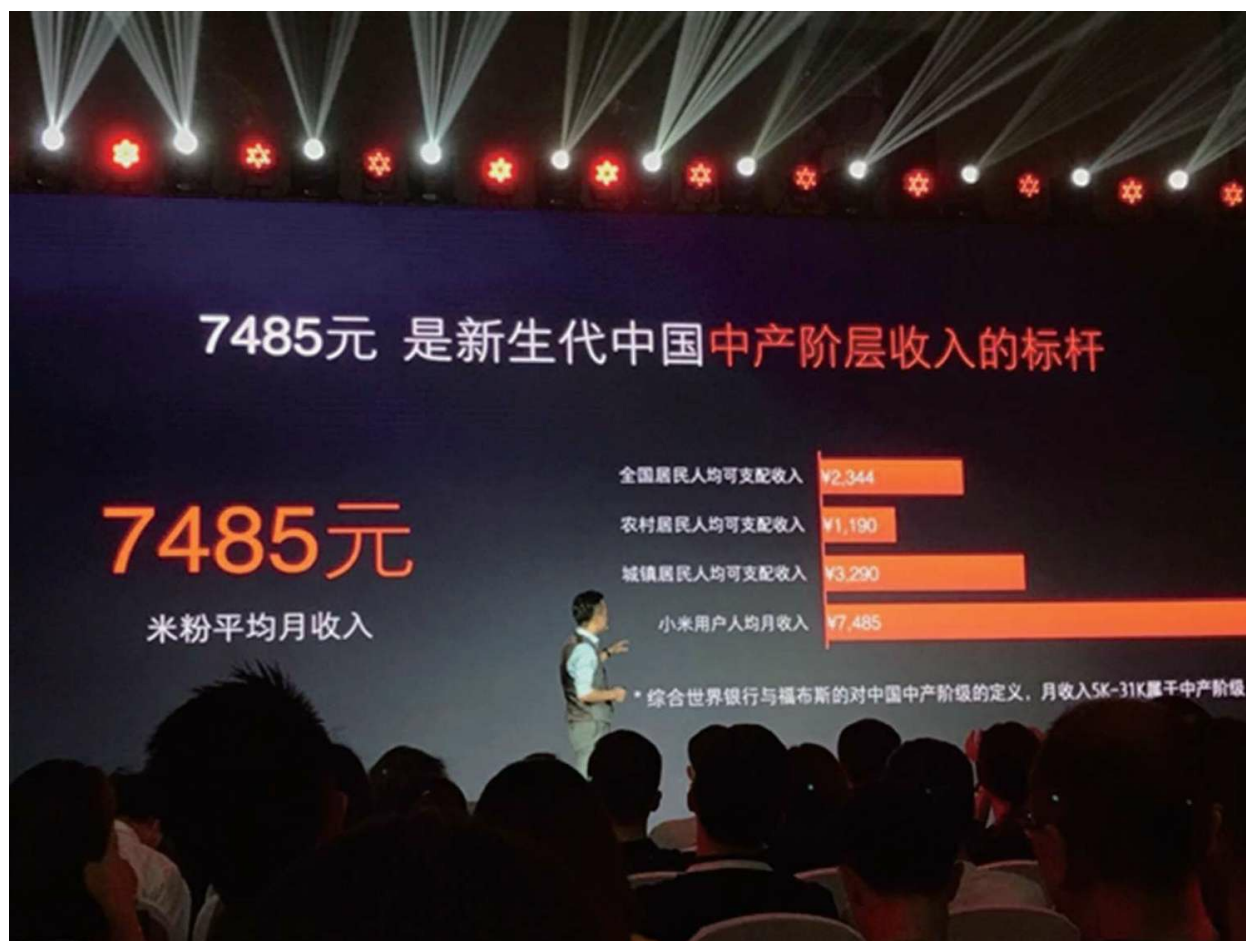 7485元 是新生代中国中产阶层收入的标杆
7485元
米粉平均月收入
全国居民人均可支配收入 ¥2,344
农村居民人均可支配收入 ¥1,190
城镇居民人均可支配收入 ¥3,290
小米用户人均月收入 ¥7,485
* 综合世界银行与福布斯的对中国中产阶级的定义，月收入5K-31K属于中产阶级